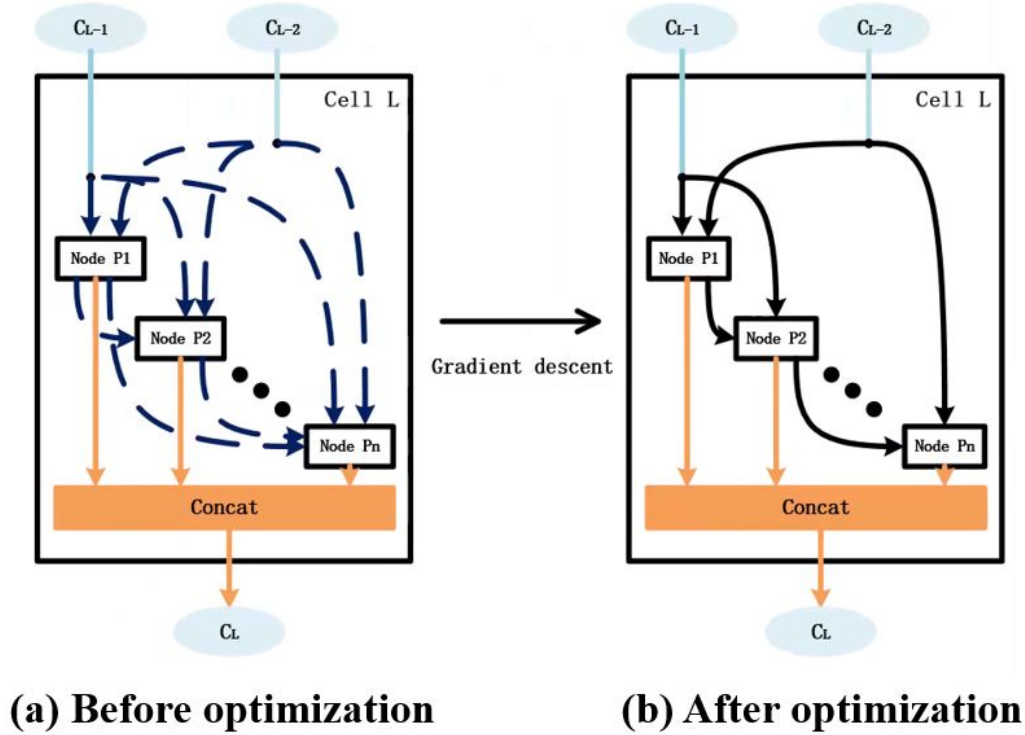 CL-1
CL-2
Cell L
Node P1
Node P2
Node Pn
Concat
CL
Gradient descent
CL-1
CL-2
Cell L
Node P1
Node P2
Node Pn
Concat
CL
(a) Before optimization
(b) After optimization